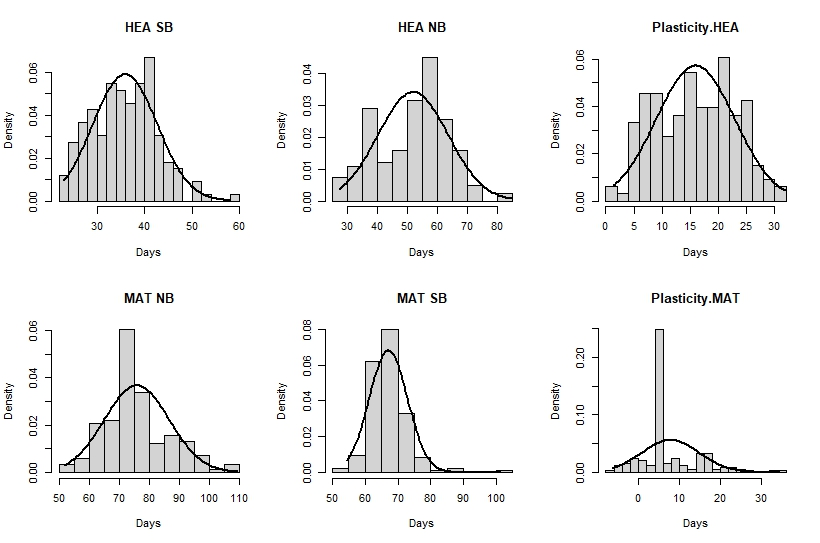 HEA SB
Density
0.00 0.02 0.04 0.06
30 40 50 60
Days
HEA NB
Density
0.00 0.01 0.02 0.03 0.04
30 40 50 60 70 80
Days
Plasticity.HEA
Density
0.00 0.02 0.04 0.06
0 5 10 15 20 25 30
Days
MAT NB
Density
0.00 0.02 0.04 0.06
50 60 70 80 90 100 110
Days
MAT SB
Density
0.00 0.02 0.04 0.06 0.08
50 60 70 80 90 100
Days
Plasticity.MAT
Density
0.00 0.10 0.20
0 10 20 30
Days